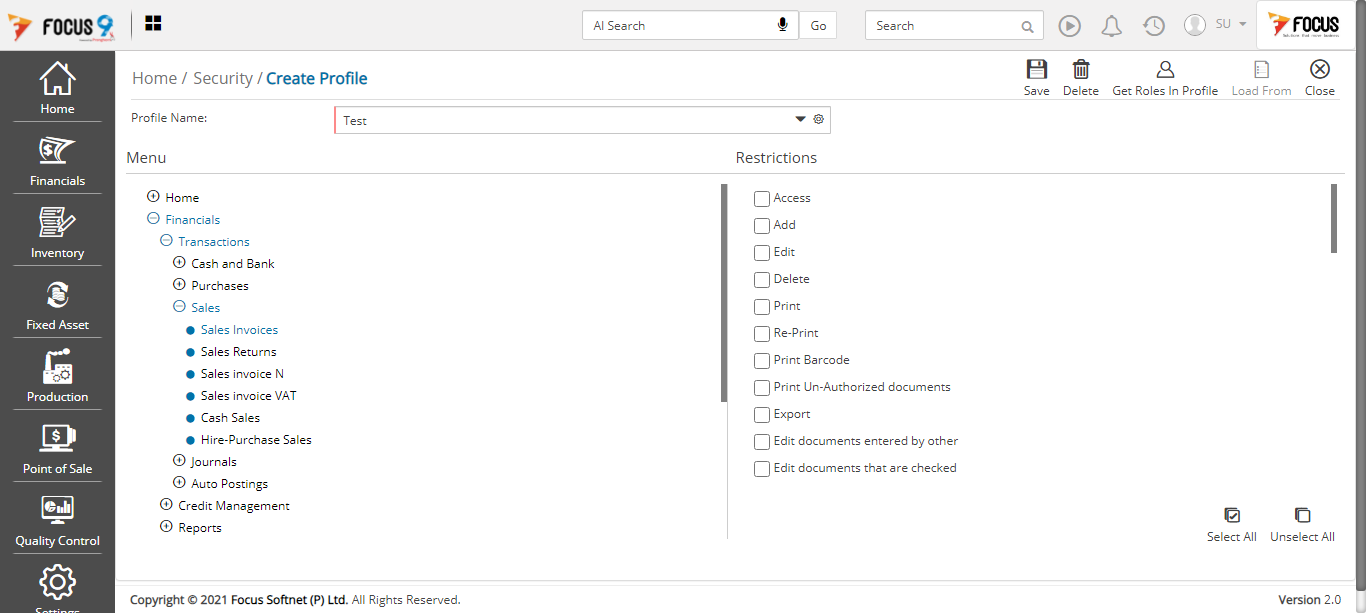 FOCUS 9
AI Search
Go
Search
SU
FOCUS
Home / Security / Create Profile
Save
Delete
Get Roles In Profile
Load From
Close
Profile Name:
Test
Menu
Restrictions
Home
Financials
Inventory
Fixed Asset
Production
Point of Sale
Quality Control
Settings
Home
Financials
Transactions
Cash and Bank
Purchases
Sales
Sales Invoices
Sales Returns
Sales invoice N
Sales invoice VAT
Cash Sales
Hire-Purchase Sales
Journals
Auto Postings
Credit Management
Reports
Access
Add
Edit
Delete
Print
Re-Print
Print Barcode
Print Un-Authorized documents
Export
Edit documents entered by other
Edit documents that are checked
Select All
Unselect All
Copyright © 2021 Focus Softnet (P) Ltd. All Rights Reserved.
Version 2.0